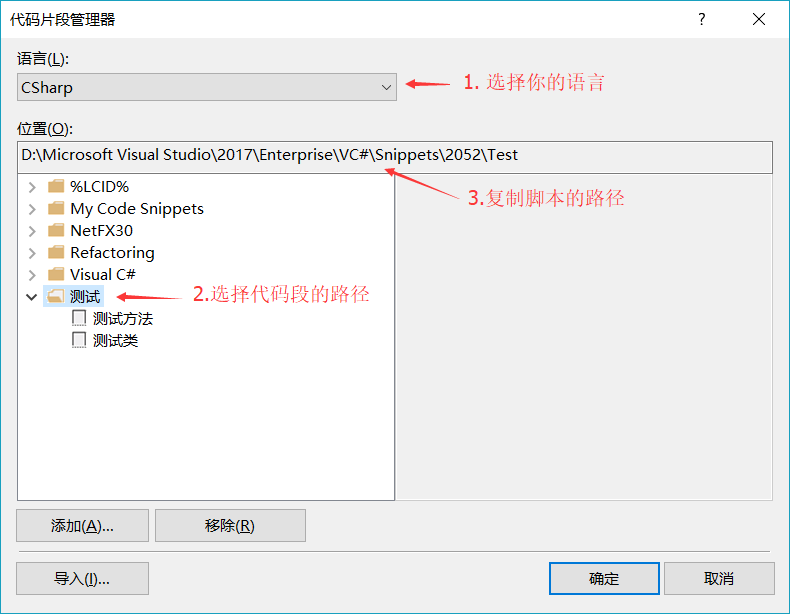 代码片段管理器
语言(L):
CSharp
1. 选择你的语言
位置(O):
D:\Microsoft Visual Studio\2017\Enterprise\VC#\Snippets\2052\Test
%LCID%
My Code Snippets
3.复制脚本的路径
NetFX30
Refactoring
Visual C#
测试
2.选择代码段的路径
测试方法
测试类
添加(A)...
移除(R)
导入(I)...
确定
取消